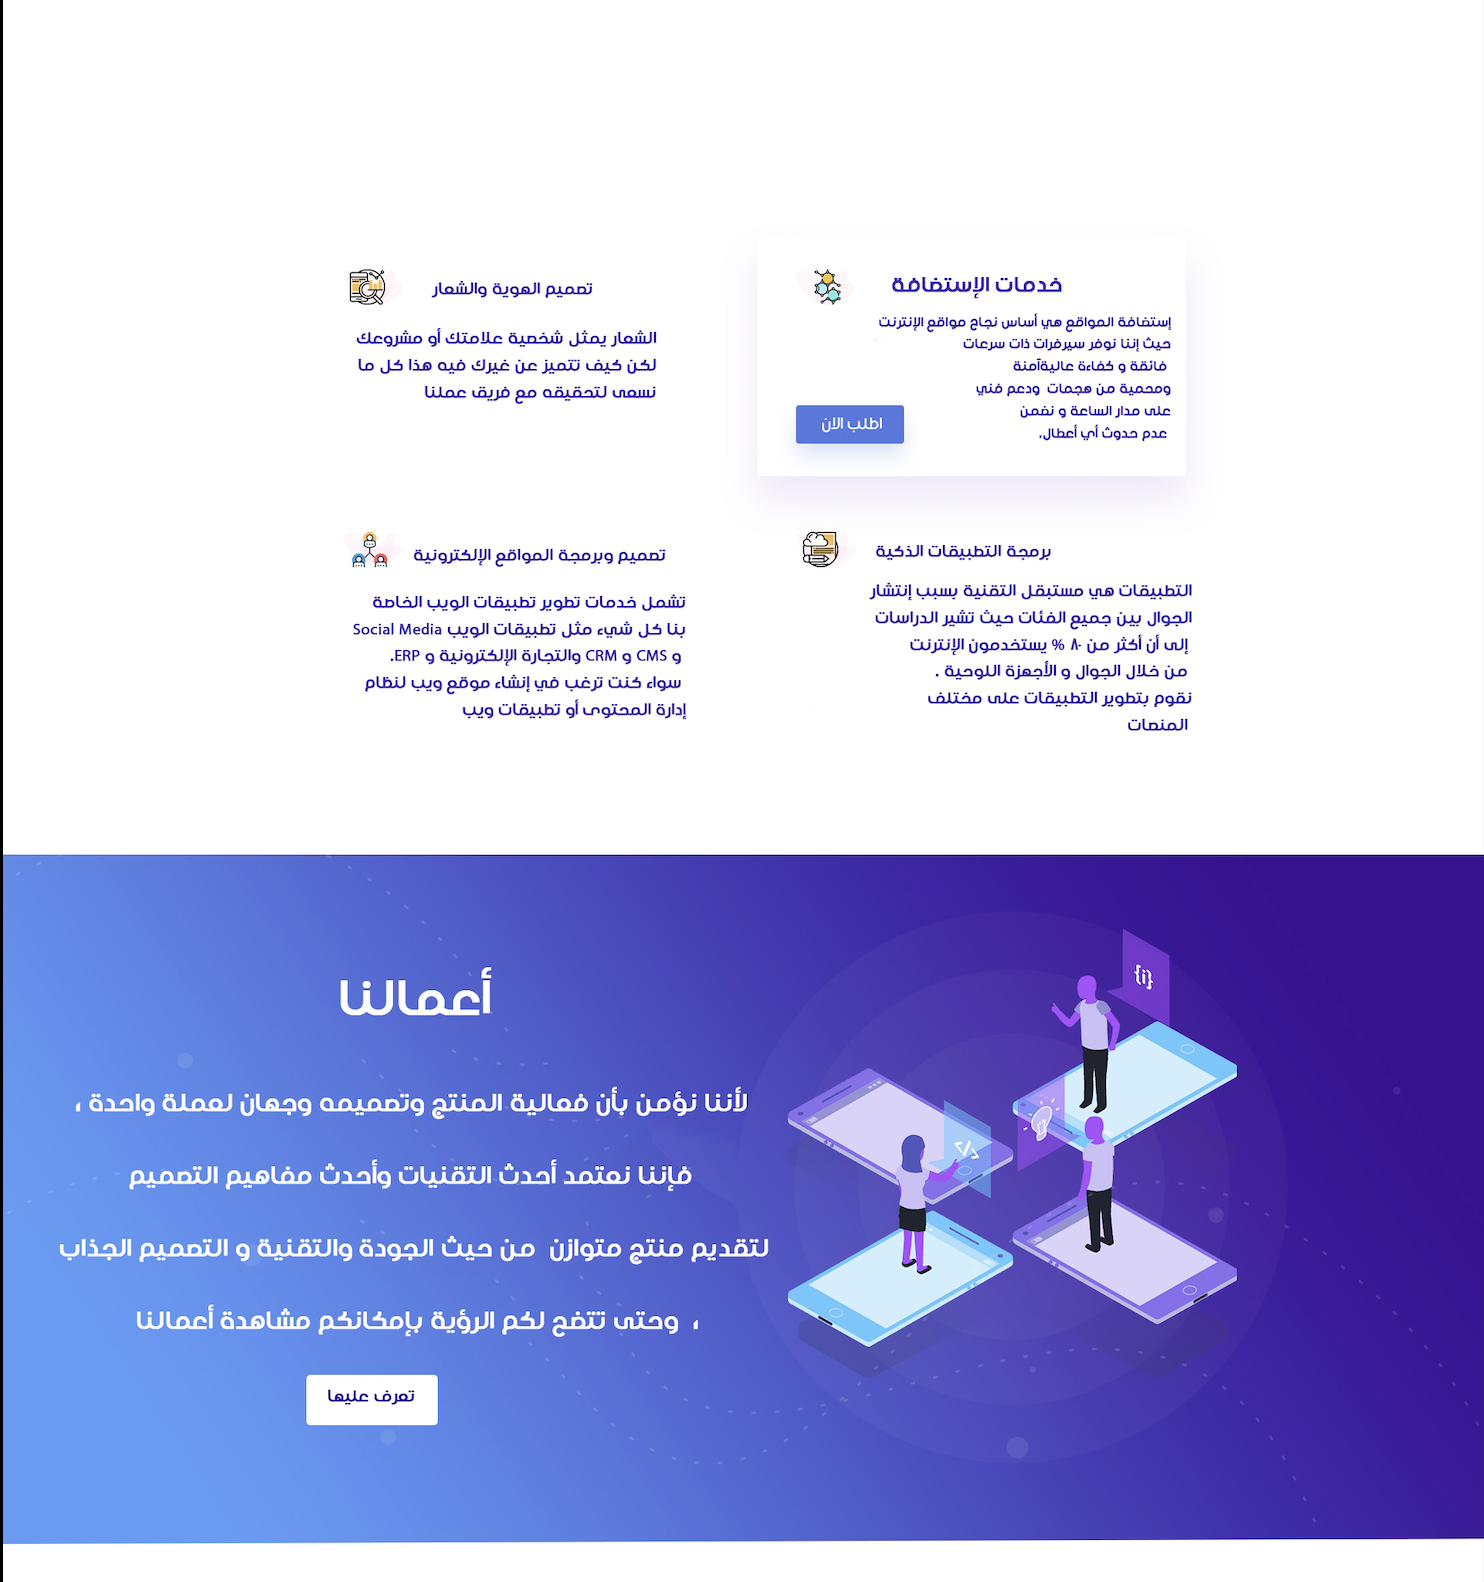 خدمات الإستضافة
إستضافة المواقع هي أساس نجاح مواقع الإنترنت
حيث إننا نوفر سيرفرات ذات سرعات
فائقة و كفاءة عاليةآمنة
ومحمية من هجمات ودعم فني
على مدار الساعة و نضمن
عدم حدوث أي أعطال.
اطلب الان
تصميم الهوية والشعار
الشعار يمثل شخصية علامتك أو مشروعك
لكن كيف تتميز عن غيرك فيه هذا كل ما
نسعى لتحقيقه مع فريق عملنا
برمجة التطبيقات الذكية
التطبيقات هي مستبقل التقنية بسبب إنتشار
الجوال بين جميع الفئات حيث تشير الدراسات
إلى أن أكثر من ٨٠ % يستخدمون الإنترنت
من خلال الجوال و الأجهزة اللوحية .
نقوم بتطوير التطبيقات على مختلف
المنصات
تصميم وبرمجة المواقع الإلكترونية
تشمل خدمات تطوير تطبيقات الويب الخاصة
بنا كل شيء مثل تطبيقات الويب Social Media
و CMS و CRM والتجارة الإلكترونية و ERP.
سواء كنت ترغب في إنشاء موقع ويب لنظام
إدارة المحتوى أو تطبيقات ويب
أعمالنا
لأننا نؤمن بأن فعالية المنتج وتصميمه وجهان لعملة واحدة ،
فإننا نعتمد أحدث التقنيات وأحدث مفاهيم التصميم
لتقديم منتج متوازن من حيث الجودة والتقنية و التصميم الجذاب
، وحتى تتضح لكم الرؤية بإمكانكم مشاهدة أعمالنا
تعرف عليها
{i}
</>